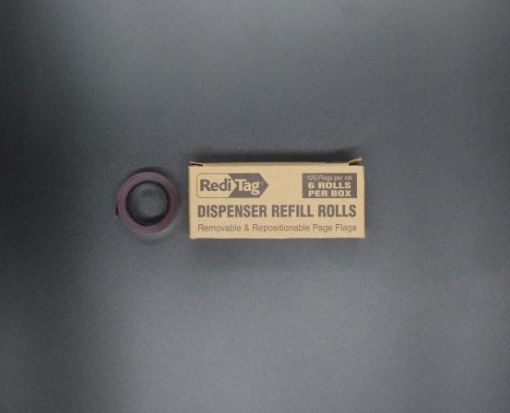 Redi Tag
125 Flags per roll
6 ROLLS
PER BOX
DISPENSER REFILL ROLLS
Removable & Repositionable Page Flags